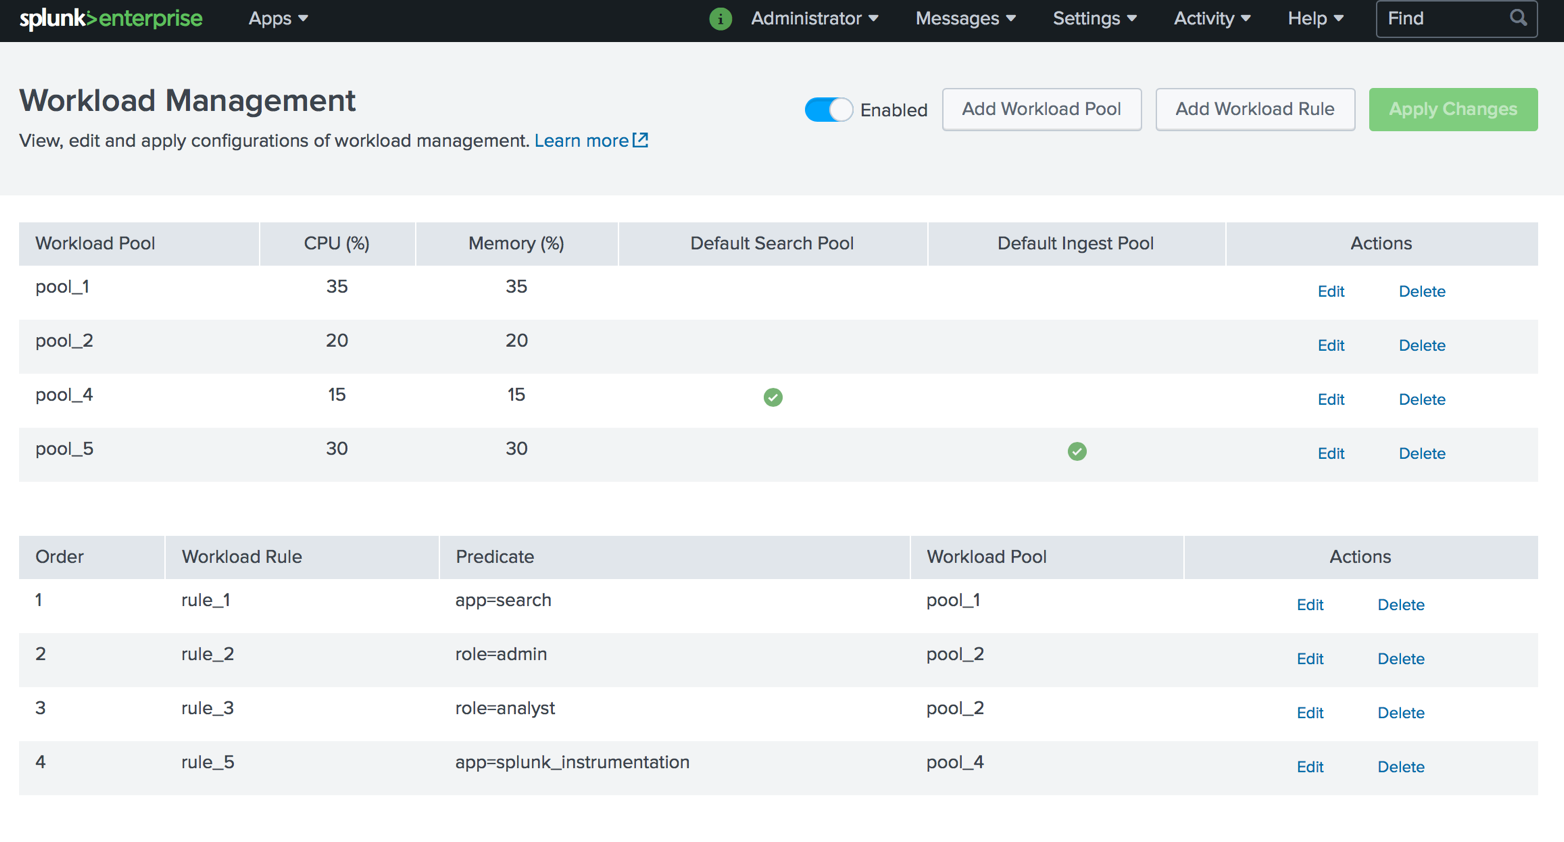 splunk>enterprise Apps i Administrator Messages Settings Activity Help Find
Workload Management
Enabled Add Workload Pool Add Workload Rule Apply Changes
View, edit and apply configurations of workload management. Learn more
Workload Pool CPU (%) Memory (%) Default Search Pool Default Ingest Pool Actions
pool_1 35 35 Edit Delete
pool_2 20 20 Edit Delete
pool_4 15 15 Edit Delete
pool_5 30 30 Edit Delete
Order Workload Rule Predicate Workload Pool Actions
1 rule_1 app=search pool_1 Edit Delete
2 rule_2 role=admin pool_2 Edit Delete
3 rule_3 role=analyst pool_2 Edit Delete
4 rule_5 app=splunk_instrumentation pool_4 Edit Delete